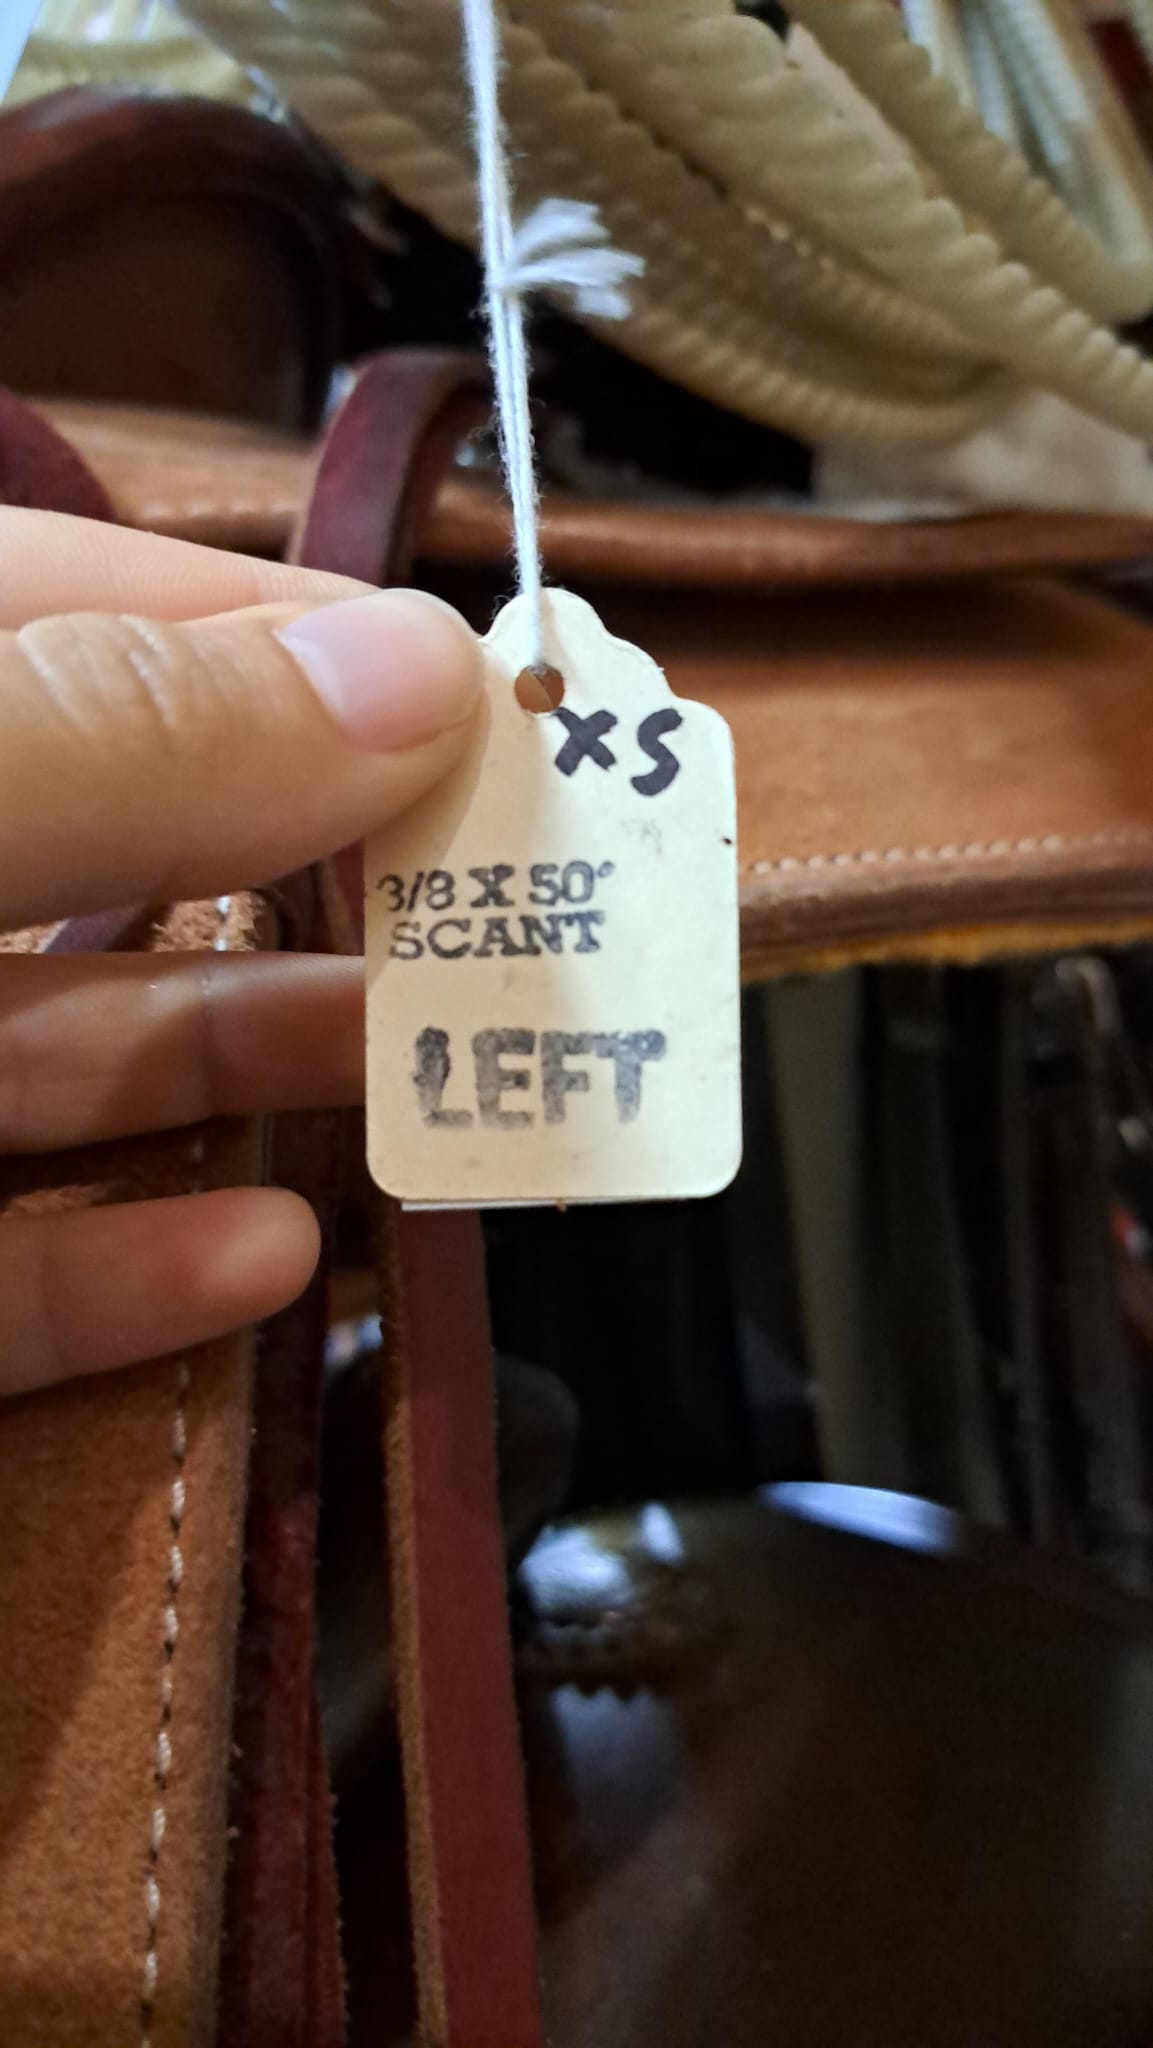 XS
3/8 X 50"
SCANT
LEFT